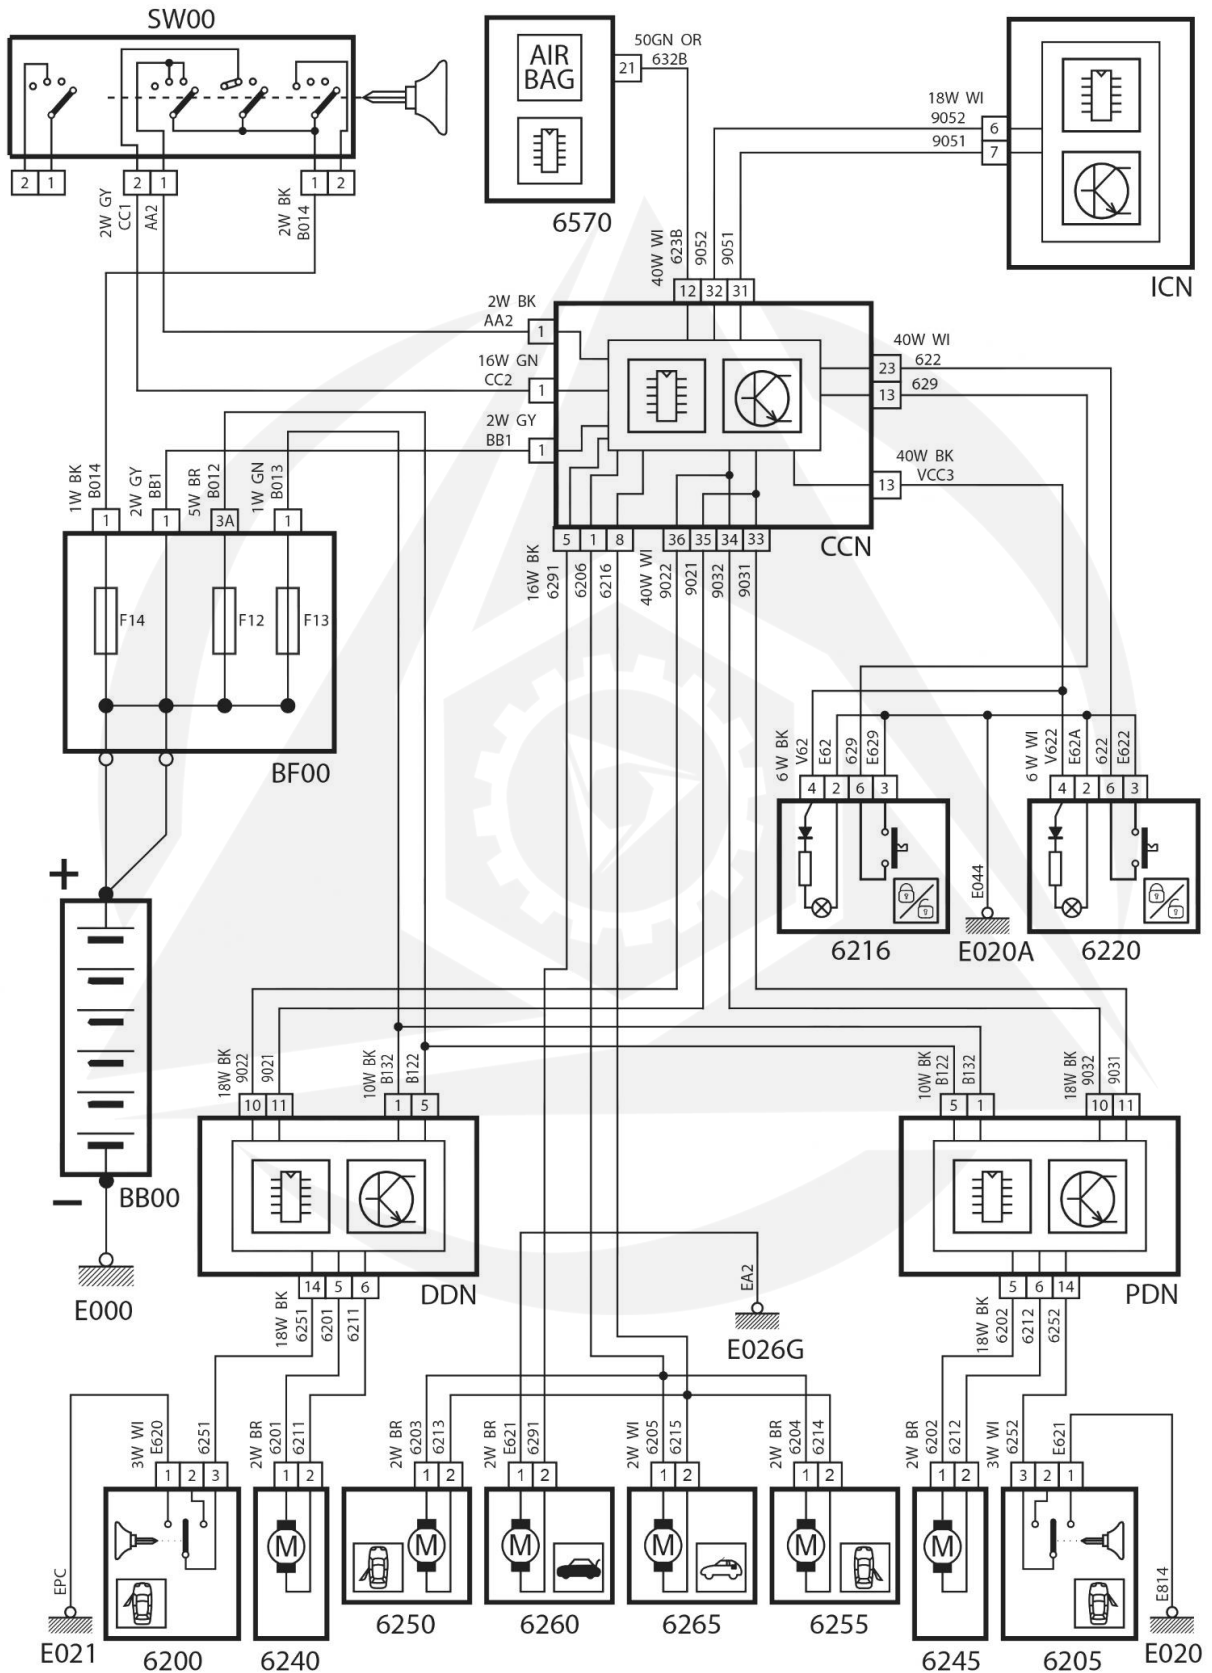 SW00
2 1
2 1
1 2
2W GY
CC1
AA2
2W BK
B014
AIR
BAG
6570
21
50GN OR
632B
18W WI
9052
9051
6
7
ICN
40W WI
623B
9052
9051
12 32 31
2W BK
AA2
1
16W GN
CC2
1
2W GY
BB1
1
40W WI
622
23
629
13
40W BK
VCC3
13
CCN
5 1 8
36 35 34 33
16W BK
6291
6206
6216
40W WI
9022
9021
9032
9031
1W BK
B014
2W GY
BB1
5W BR
B012
1W GN
B013
1
1
3A
1
F14
F12
F13
BF00
+
−
BB00
E000
6 W BK
V62
E62
629
E629
4 2 6 3
6216
E044
E020A
6 W WI
V622
E62A
622
E622
4 2 6 3
6220
18W BK
9022
9021
10W BK
B132
B122
10 11
1 5
14 5 6
DDN
18W BK
6251
6201
6211
10W BK
B122
B132
18W BK
9032
9031
5 1
10 11
5 6 14
PDN
18W BK
6202
6212
6252
EA2
E026G
EPC
E021
3W WI
E620
6251
1 2 3
6200
2W BR
6201
6211
1 2
M
6240
2W BR
6203
6213
1 2
M
6250
2W BR
E621
6291
1 2
M
6260
2W WI
6205
6215
1 2
M
6265
2W BR
6204
6214
1 2
M
6255
2W BR
6202
6212
1 2
M
6245
3W WI
6252
E621
3 2 1
6205
E814
E020